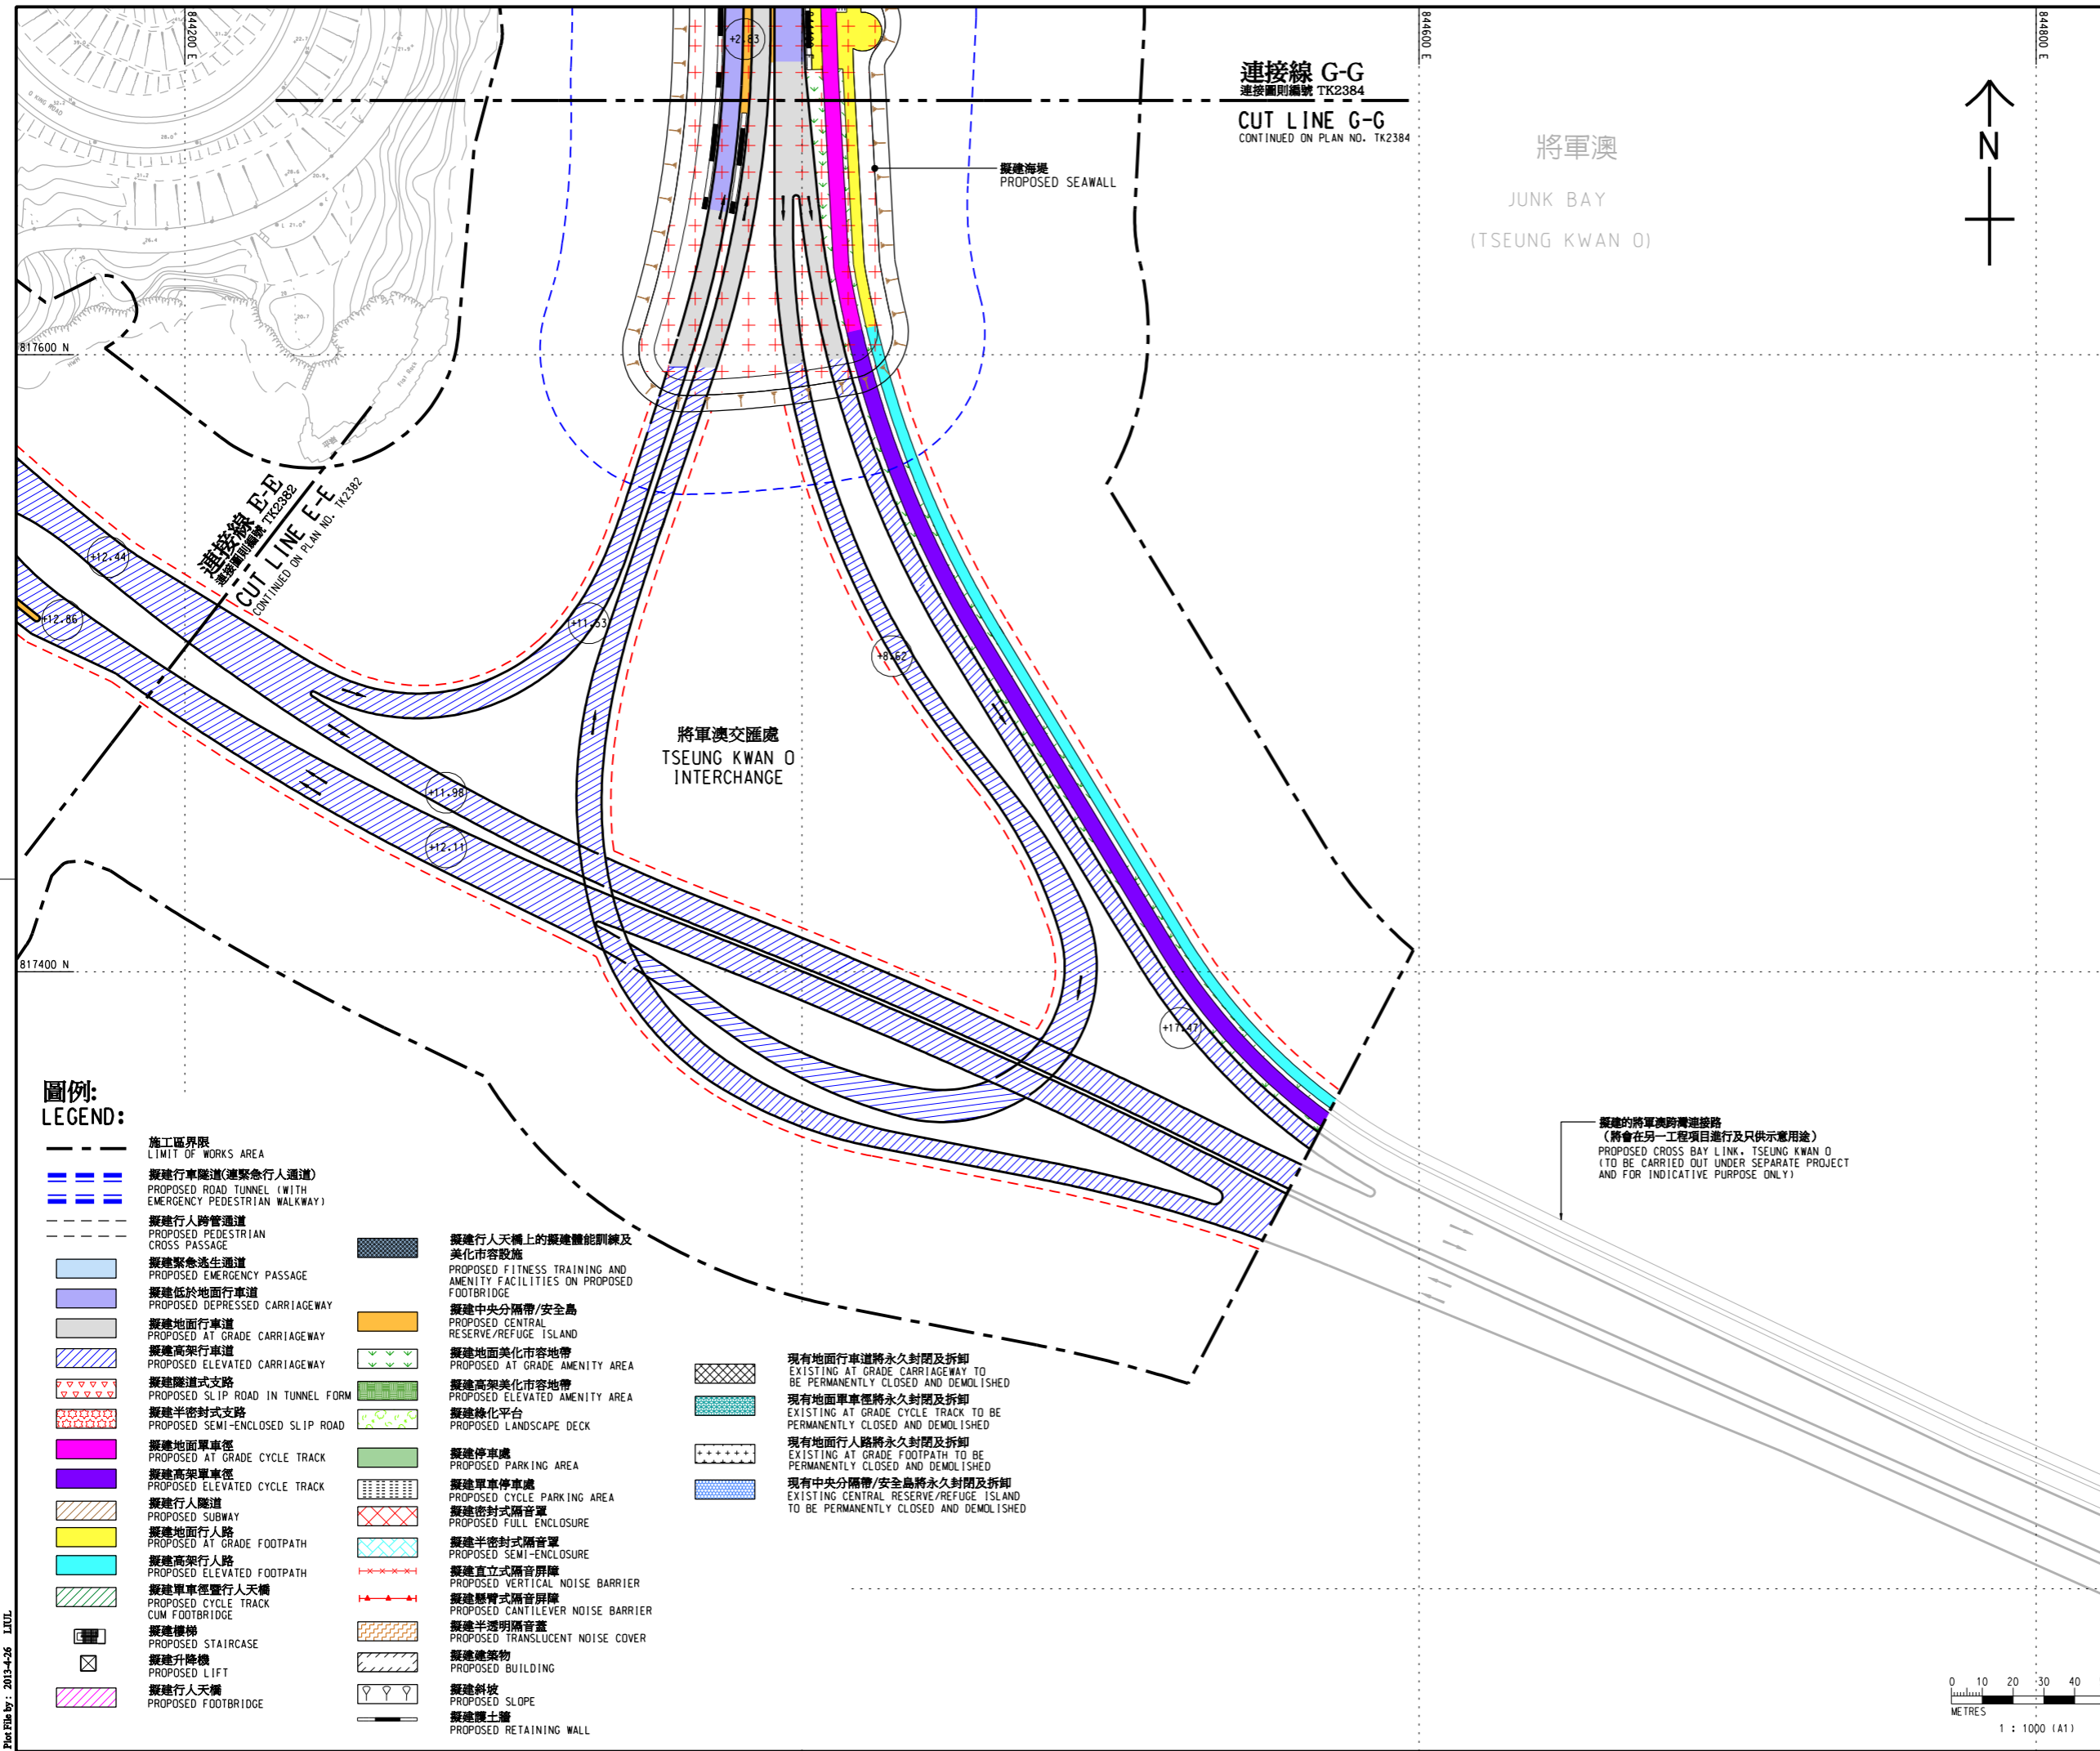 844200 E
844600 E
844800 E
+2.83
連接線 G-G
連接圖則編號 TK2384
CUT LINE G-G
CONTINUED ON PLAN NO. TK2384
擬建海堤
PROPOSED SEAWALL
將軍澳
JUNK BAY
(TSEUNG KWAN O)
N
817600 N
連接線 E-E
連接圖則編號 TK2382
CUT LINE E-E
CONTINUED ON PLAN NO. TK2382
+12.44
+12.86
+11.53
+8.62
將軍澳交匯處
TSEUNG KWAN O
INTERCHANGE
+11.98
+12.11
817400 N
+17.47
擬建的將軍澳跨灣連接路
(將會在另一工程項目進行及只供示意用途)
PROPOSED CROSS BAY LINK, TSEUNG KWAN O
(TO BE CARRIED OUT UNDER SEPARATE PROJECT
AND FOR INDICATIVE PURPOSE ONLY)
圖例:
LEGEND:
施工區界限
LIMIT OF WORKS AREA
擬建行車隧道(連緊急行人通道)
PROPOSED ROAD TUNNEL (WITH
EMERGENCY PEDESTRIAN WALKWAY)
擬建行人跨管通道
PROPOSED PEDESTRIAN
CROSS PASSAGE
擬建緊急逃生通道
PROPOSED EMERGENCY PASSAGE
擬建低於地面行車道
PROPOSED DEPRESSED CARRIAGEWAY
擬建地面行車道
PROPOSED AT GRADE CARRIAGEWAY
擬建高架行車道
PROPOSED ELEVATED CARRIAGEWAY
擬建隧道式支路
PROPOSED SLIP ROAD IN TUNNEL FORM
擬建半密封式支路
PROPOSED SEMI-ENCLOSED SLIP ROAD
擬建地面單車徑
PROPOSED AT GRADE CYCLE TRACK
擬建高架單車徑
PROPOSED ELEVATED CYCLE TRACK
擬建行人隧道
PROPOSED SUBWAY
擬建地面行人路
PROPOSED AT GRADE FOOTPATH
擬建高架行人路
PROPOSED ELEVATED FOOTPATH
擬建單車徑暨行人天橋
PROPOSED CYCLE TRACK
CUM FOOTBRIDGE
擬建樓梯
PROPOSED STAIRCASE
擬建升降機
PROPOSED LIFT
擬建行人天橋
PROPOSED FOOTBRIDGE
擬建行人天橋上的擬建體能訓練及
美化市容設施
PROPOSED FITNESS TRAINING AND
AMENITY FACILITIES ON PROPOSED
FOOTBRIDGE
擬建中央分隔帶/安全島
PROPOSED CENTRAL
RESERVE/REFUGE ISLAND
擬建地面美化市容地帶
PROPOSED AT GRADE AMENITY AREA
擬建高架美化市容地帶
PROPOSED ELEVATED AMENITY AREA
擬建綠化平台
PROPOSED LANDSCAPE DECK
擬建停車處
PROPOSED PARKING AREA
擬建單車停車處
PROPOSED CYCLE PARKING AREA
擬建密封式隔音罩
PROPOSED FULL ENCLOSURE
擬建半密封式隔音罩
PROPOSED SEMI-ENCLOSURE
擬建直立式隔音屏障
PROPOSED VERTICAL NOISE BARRIER
擬建懸臂式隔音屏障
PROPOSED CANTILEVER NOISE BARRIER
擬建半透明隔音蓋
PROPOSED TRANSLUCENT NOISE COVER
擬建建築物
PROPOSED BUILDING
擬建斜坡
PROPOSED SLOPE
擬建護土牆
PROPOSED RETAINING WALL
現有地面行車道將永久封閉及拆卸
EXISTING AT GRADE CARRIAGEWAY TO
BE PERMANENTLY CLOSED AND DEMOLISHED
現有地面單車徑將永久封閉及拆卸
EXISTING AT GRADE CYCLE TRACK TO BE
PERMANENTLY CLOSED AND DEMOLISHED
現有地面行人路將永久封閉及拆卸
EXISTING AT GRADE FOOTPATH TO BE
PERMANENTLY CLOSED AND DEMOLISHED
現有中央分隔帶/安全島將永久封閉及拆卸
EXISTING CENTRAL RESERVE/REFUGE ISLAND
TO BE PERMANENTLY CLOSED AND DEMOLISHED
0 10 20 30 40
METRES
1 : 1000 (A1)
Plot File by : 2013-4-26 LIUL